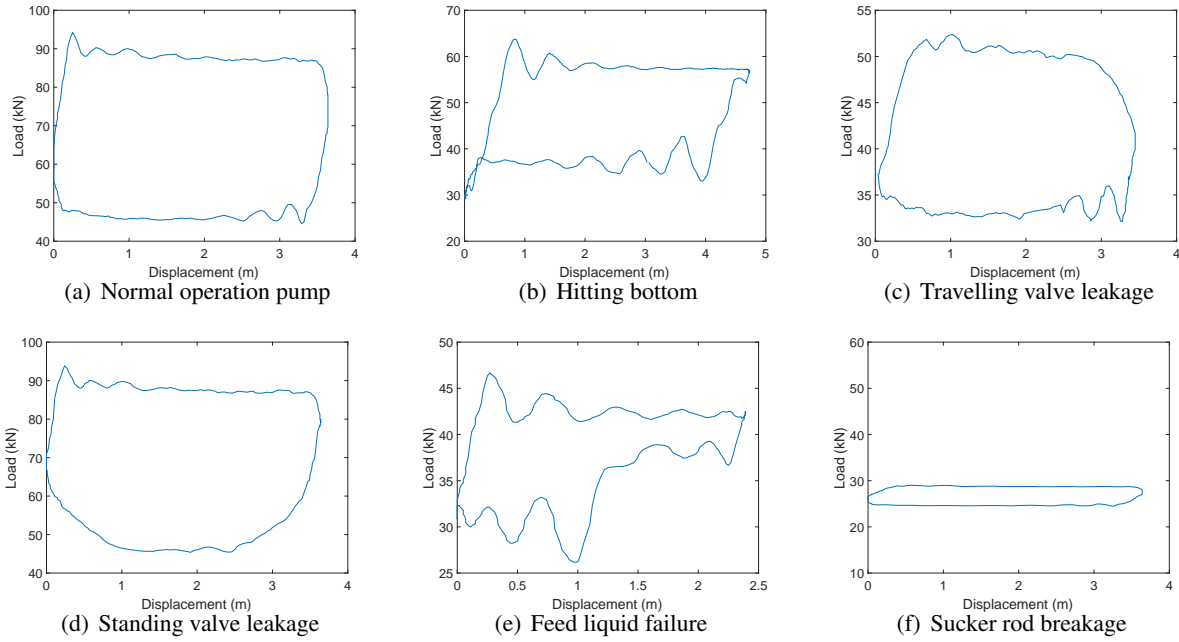 100
90
80
70
60
50
40
Load (kN)
0 1 2 3 4
Displacement (m)
(a) Normal operation pump
70
60
50
40
30
20
Load (kN)
0 1 2 3 4 5
Displacement (m)
(b) Hitting bottom
55
50
45
40
35
30
Load (kN)
0 1 2 3 4
Displacement (m)
(c) Travelling valve leakage
100
90
80
70
60
50
40
Load (kN)
0 1 2 3 4
Displacement (m)
(d) Standing valve leakage
50
45
40
35
30
25
Load (kN)
0 0.5 1 1.5 2 2.5
Displacement (m)
(e) Feed liquid failure
60
50
40
30
20
10
Load (kN)
0 1 2 3 4
Displacement (m)
(f) Sucker rod breakage